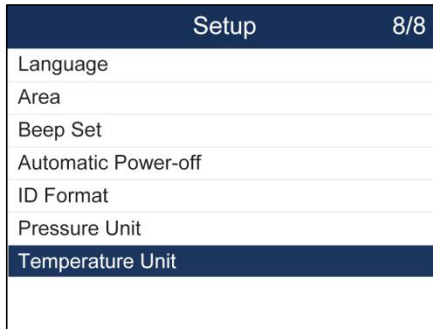 Setup 8/8
Language
Area
Beep Set
Automatic Power-off
ID Format
Pressure Unit
Temperature Unit